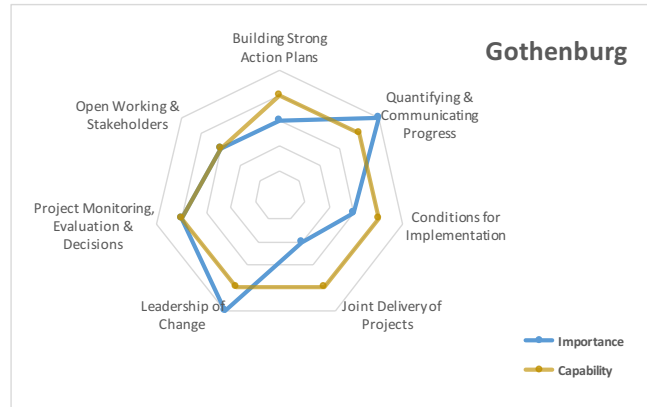 Building Strong
Action Plans
Gothenburg
Quantifying &
Communicating
Progress
Open Working &
Stakeholders
Project Monitoring,
Evaluation &
Decisions
Conditions for
Implementation
Leadership of
Change
Joint Delivery of
Projects
Importance
Capability